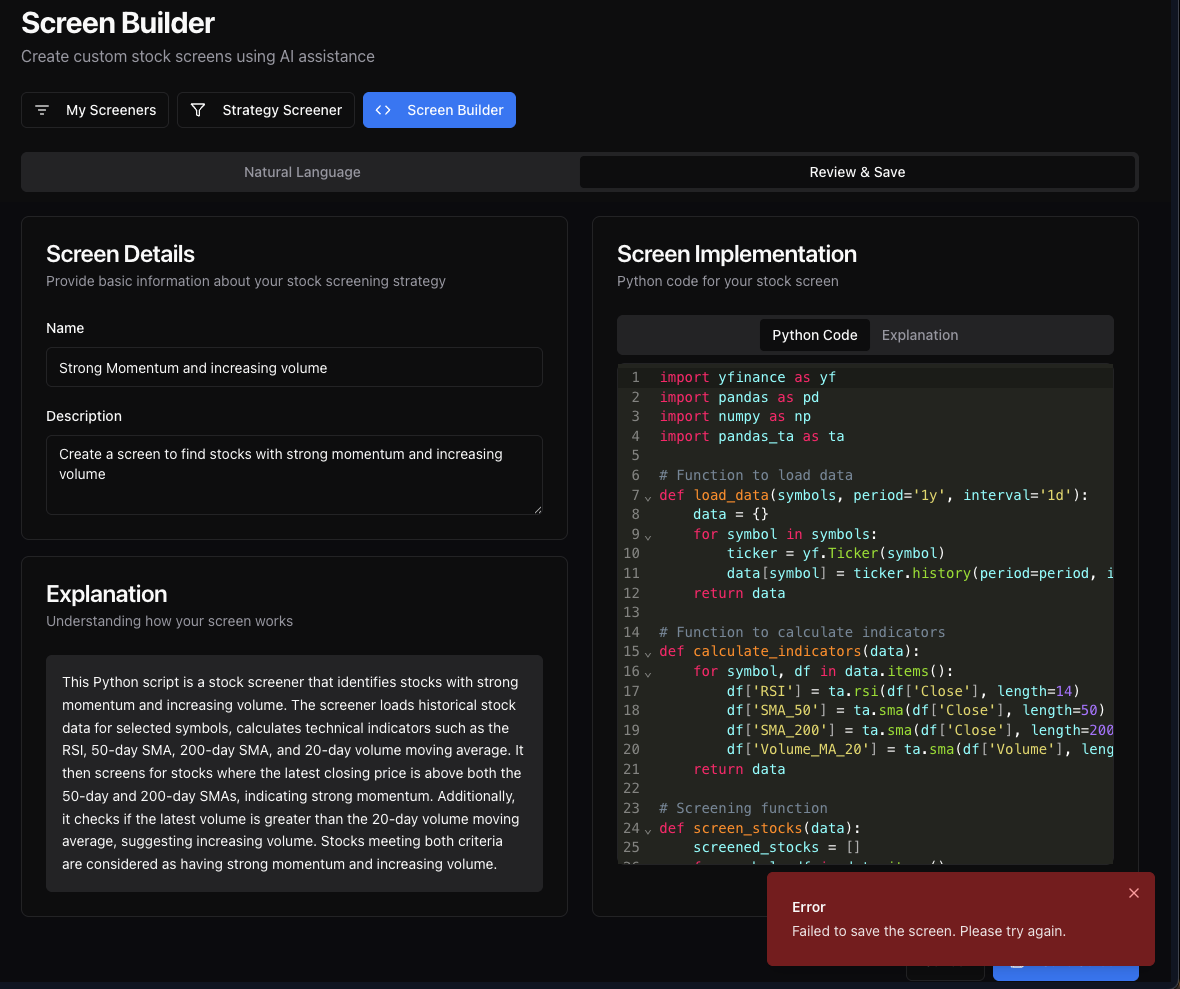 Screen Builder
Create custom stock screens using AI assistance
My Screeners
Strategy Screener
<> Screen Builder
Natural Language
Review & Save
Screen Details
Provide basic information about your stock screening strategy
Name
Strong Momentum and increasing volume
Description
Create a screen to find stocks with strong momentum and increasing
volume
Explanation
Understanding how your screen works
This Python script is a stock screener that identifies stocks with strong
momentum and increasing volume. The screener loads historical stock
data for selected symbols, calculates technical indicators such as the
RSI, 50-day SMA, 200-day SMA, and 20-day volume moving average. It
then screens for stocks where the latest closing price is above both the
50-day and 200-day SMAs, indicating strong momentum. Additionally,
it checks if the latest volume is greater than the 20-day volume moving
average, suggesting increasing volume. Stocks meeting both criteria
are considered as having strong momentum and increasing volume.
Screen Implementation
Python code for your stock screen
Python Code
Explanation
1 import yfinance as yf
2 import pandas as pd
3 import numpy as np
4 import pandas_ta as ta
5
6 # Function to load data
7 def load_data(symbols, period='1y', interval='1d'):
8     data = {}
9     for symbol in symbols:
10         ticker = yf.Ticker(symbol)
11         data[symbol] = ticker.history(period=period, i
12     return data
13
14 # Function to calculate indicators
15 def calculate_indicators(data):
16     for symbol, df in data.items():
17         df['RSI'] = ta.rsi(df['Close'], length=14)
18         df['SMA_50'] = ta.sma(df['Close'], length=50)
19         df['SMA_200'] = ta.sma(df['Close'], length=200
20         df['Volume_MA_20'] = ta.sma(df['Volume'], leng
21     return data
22
23 # Screening function
24 def screen_stocks(data):
25     screened_stocks = []
Error
Failed to save the screen. Please try again.